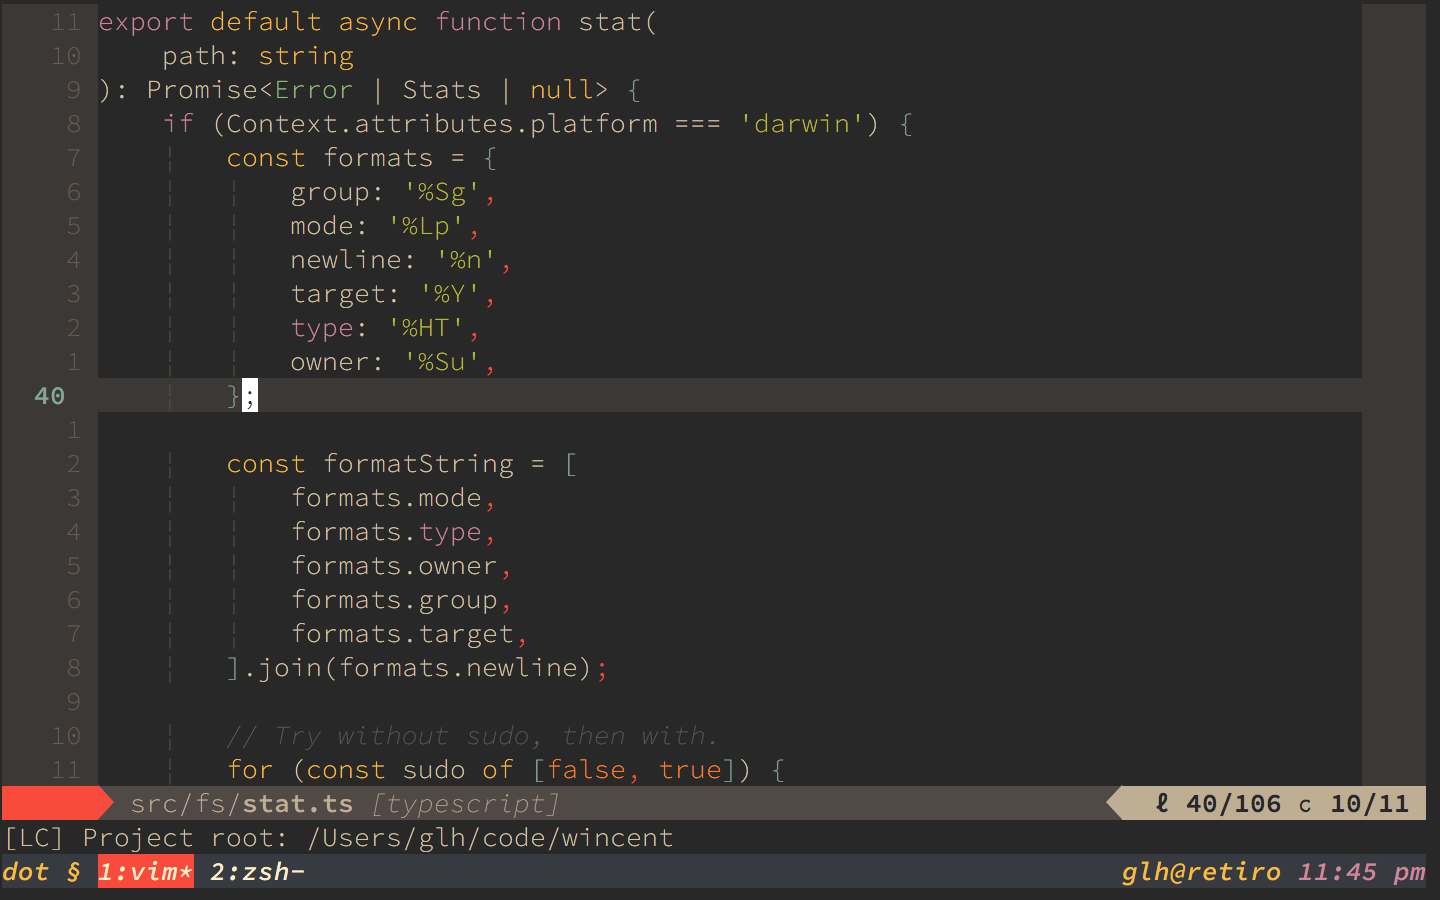 11 export default async function stat(
10     path: string
9 ): Promise<Error | Stats | null> {
8     if (Context.attributes.platform === 'darwin') {
7     ¦   const formats = {
6     ¦   ¦   group: '%Sg',
5     ¦   ¦   mode: '%Lp',
4     ¦   ¦   newline: '%n',
3     ¦   ¦   target: '%Y',
2     ¦   ¦   type: '%HT',
1     ¦   ¦   owner: '%Su',
40     ¦   };
1
2     ¦   const formatString = [
3     ¦   ¦   formats.mode,
4     ¦   ¦   formats.type,
5     ¦   ¦   formats.owner,
6     ¦   ¦   formats.group,
7     ¦   ¦   formats.target,
8     ¦   ].join(formats.newline);
9
10     ¦   // Try without sudo, then with.
11     ¦   for (const sudo of [false, true]) {
src/fs/stat.ts [typescript] ℓ 40/106 c 10/11
[LC] Project root: /Users/glh/code/wincent
dot § 1:vim* 2:zsh- glh@retiro 11:45 pm